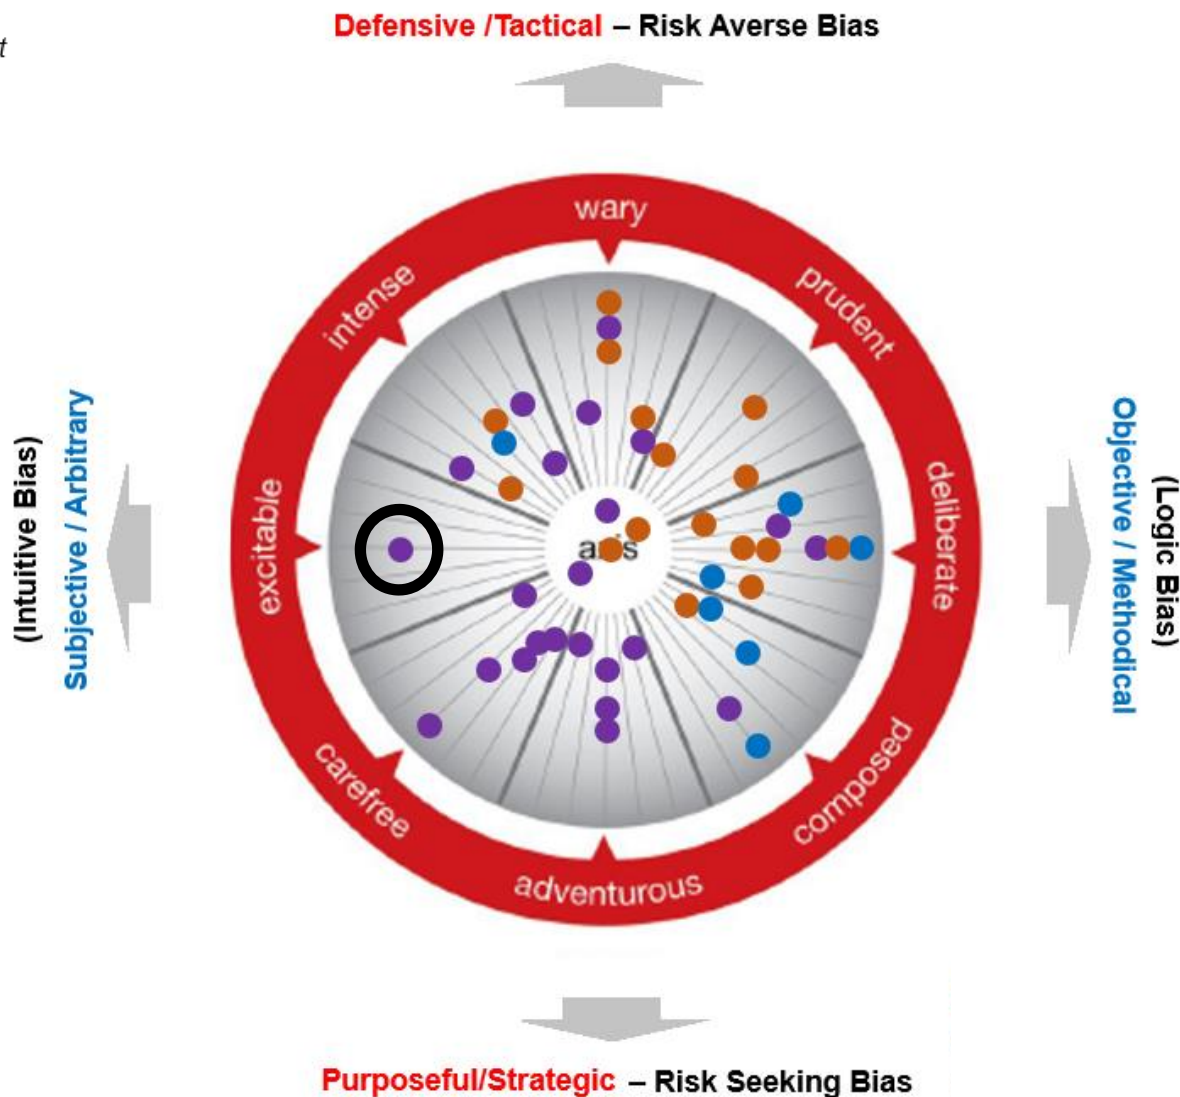 t
Defensive /Tactical – Risk Averse Bias
wary
intense
prudent
(Intuitive Bias)
Subjective / Arbitrary
excitable
axis
deliberate
Objective / Methodical
(Logic Bias)
carefree
composed
adventurous
Purposeful/Strategic – Risk Seeking Bias